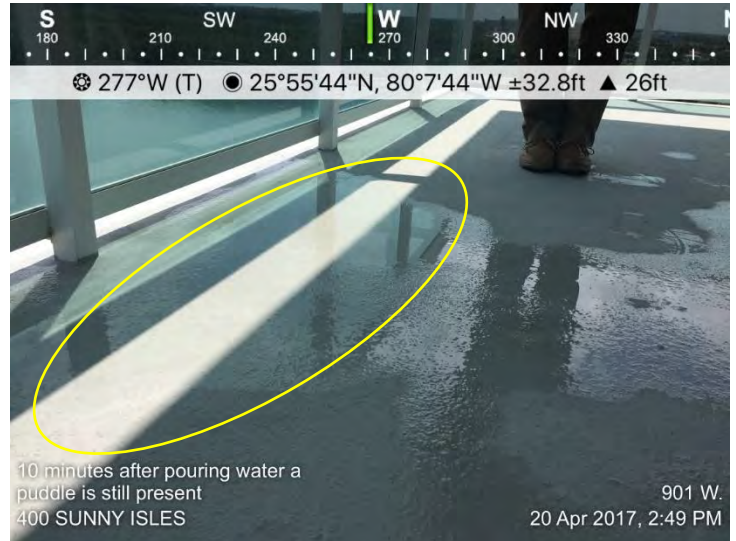 S SW W NW N
180 210 240 270 300 330
277°W (T) 25°55'44"N, 80°7'44"W ±32.8ft ▲ 26ft
10 minutes after pouring water a
puddle is still present
400 SUNNY ISLES
901 W.
20 Apr 2017, 2:49 PM